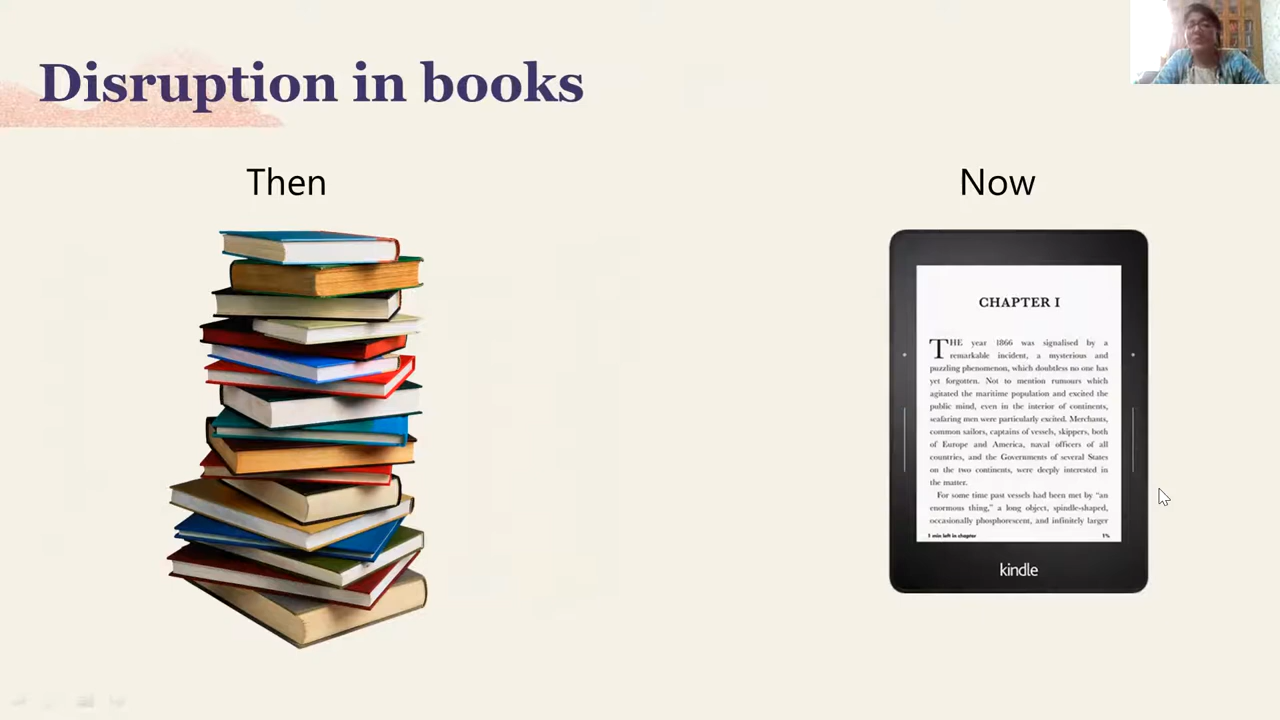 Disruption in books
Then
Now
CHAPTER I
THE year 1866 was signalised by a
remarkable incident, a mysterious and
puzzling phenomenon, which doubtless no one has
yet forgotten. Not to mention rumours which
agitated the maritime population and excited the
public mind, even in the interior of continents,
seafaring men were particularly excited. Merchants,
common sailors, captains of vessels, skippers, both
of Europe and America, naval officers of all
countries, and the Governments of several States
on the two continents, were deeply interested in
the matter.
For some time past vessels had been met by “an
enormous thing,” a long object, spindle-shaped,
occasionally phosphorescent, and infinitely larger
1 min left in chapter 1%
kindle